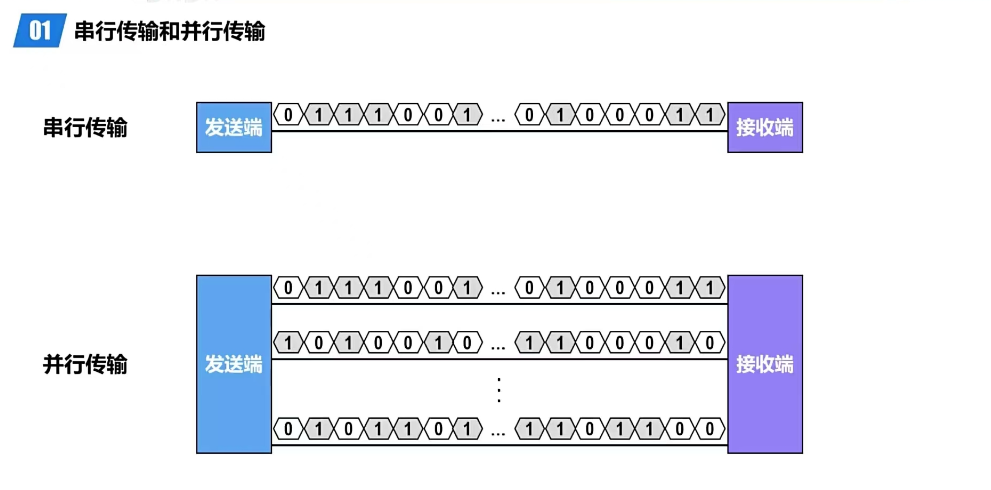 01 串行传输和并行传输
串行传输 发送端 0 1 1 1 0 0 1 ... 0 1 0 0 0 1 1 接收端
0 1 1 1 0 0 1 ... 0 1 0 0 0 1 1
1 0 1 0 0 1 0 ... 1 1 0 0 0 1 0
并行传输 发送端 接收端
⋮
0 1 0 1 1 0 1 ... 1 1 0 1 1 0 0